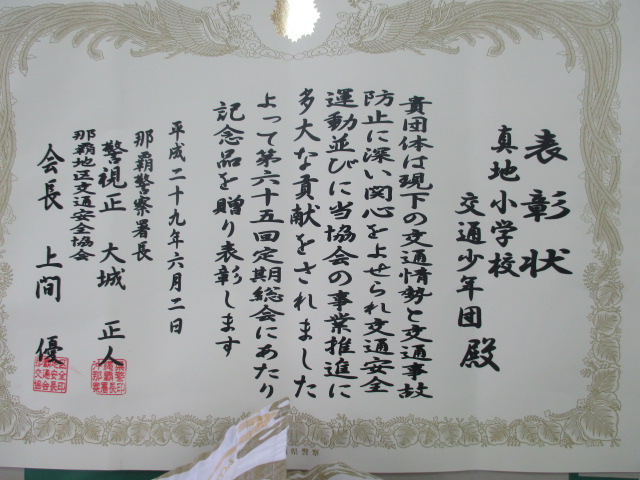 表彰状
真地小学校
交通少年団殿
貴団体は現下の交通情勢と交通事故
防止に深い関心をよせられ交通安全
運動並びに当協会の事業推進に
多大な貢献をされました
よって第六十五回定期総会にあたり
記念品を贈り表彰します
平成二十九年六月二日
那覇警察署長
警視正 大城 正人
那覇地区交通安全協会
会長 上間 優
県警察